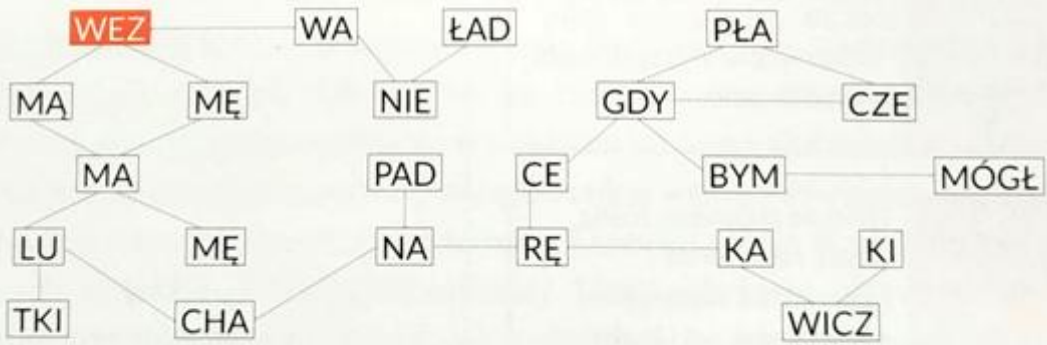 WEZ WA ŁAD PŁA
MĄ MĘ NIE GDY CZE
MA PAD CE BYM MÓGŁ
LU MĘ NA RĘ KA KI
TKI CHA WICZ